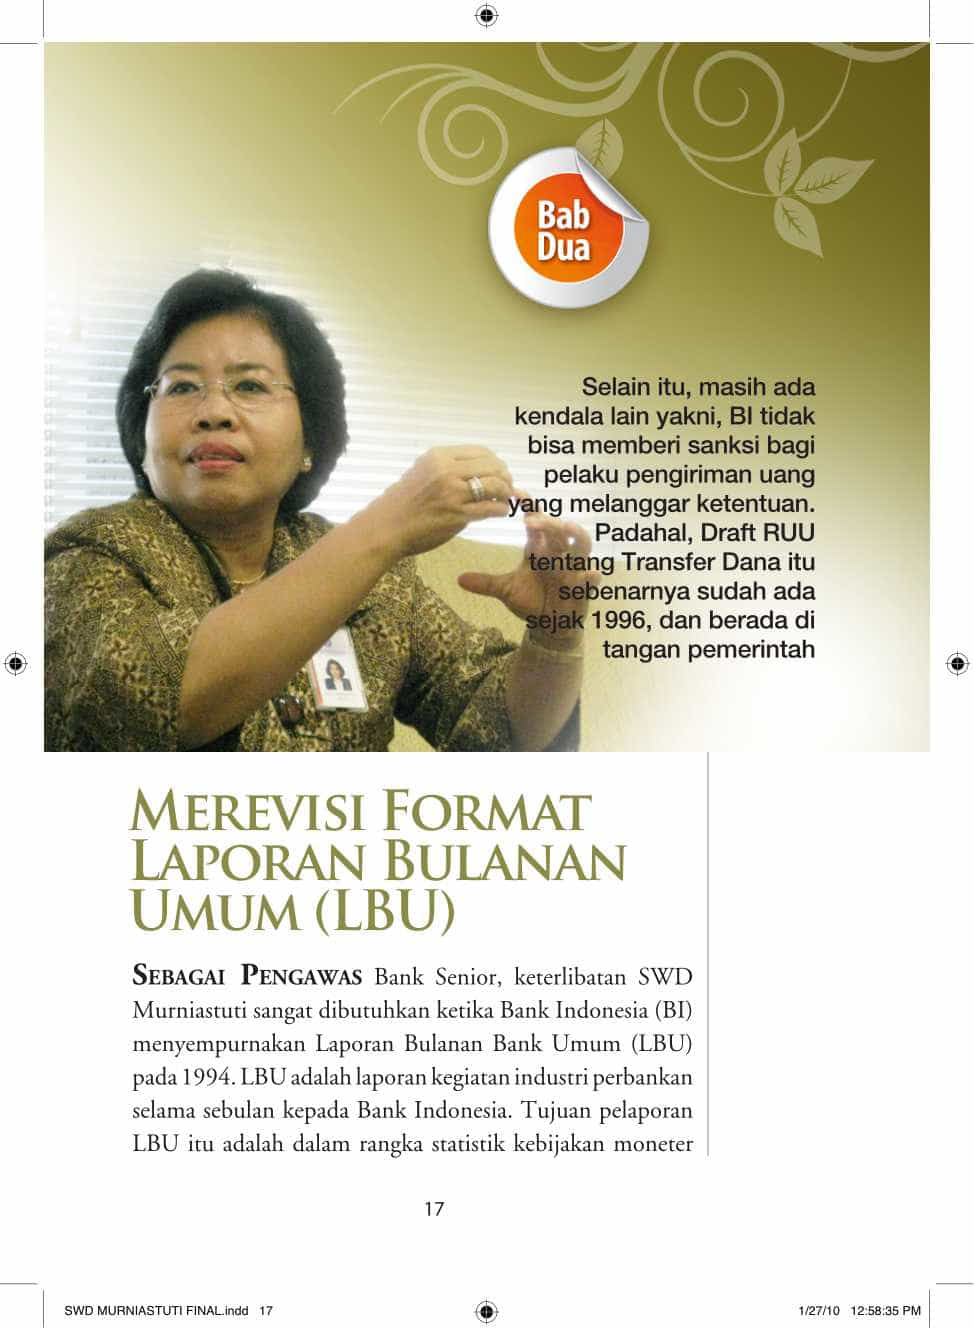 Bab
Dua
Selain itu, masih ada
kendala lain yakni, BI tidak
bisa memberi sanksi bagi
pelaku pengiriman uang
yang melanggar ketentuan.
Padahal, Draft RUU
tentang Transfer Dana itu
sebenarnya sudah ada
sejak 1996, dan berada di
tangan pemerintah
MEREVISI FORMAT
LAPORAN BULANAN
UMUM (LBU)
SEBAGAI PENGAWAS Bank Senior, keterlibatan SWD
Murniastuti sangat dibutuhkan ketika Bank Indonesia (BI)
menyempurnakan Laporan Bulanan Bank Umum (LBU)
pada 1994. LBU adalah laporan kegiatan industri perbankan
selama sebulan kepada Bank Indonesia. Tujuan pelaporan
LBU itu adalah dalam rangka statistik kebijakan moneter
17
SWD MURNIASTUTI FINAL.indd 17
1/27/10 12:58:35 PM